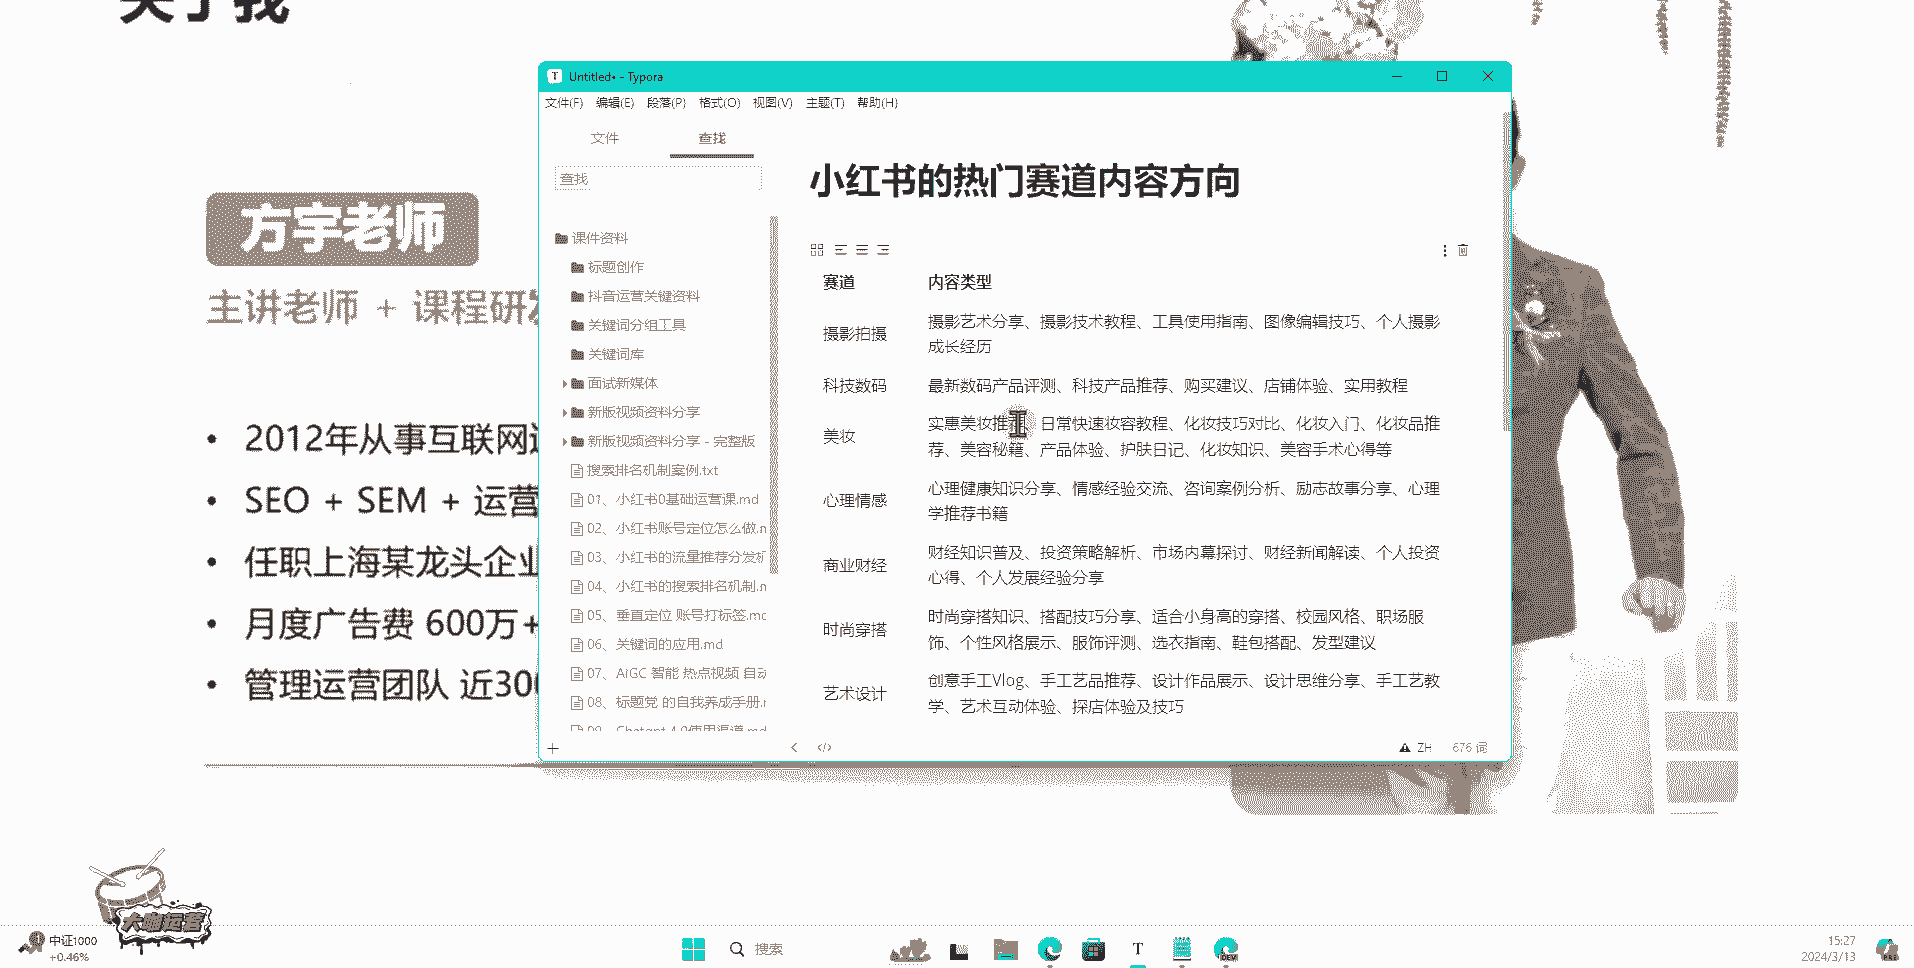 关于我
方宇老师
主讲老师 + 课程研发
2012年从事互联网运
SEO + SEM + 运营
任职上海某龙头企业
月度广告费 600万+
管理运营团队 近300
Untitled• - Typora
文件(F) 编辑(E) 段落(P) 格式(O) 视图(V) 主题(T) 帮助(H)
文件 查找
查找
课件资料
标题创作
抖音运营关键资料
关键词分组工具
关键词库
面试新媒体
新版视频资料分享
新版视频资料分享 - 完整版
搜索排名机制案例.txt
01、小红书0基础运营课.md
02、小红书账号定位怎么做.m
03、小红书的流量推荐分发机
04、小红书的搜索排名机制.m
05、垂直定位 账号打标签.md
06、关键词的应用.md
07、AiGC 智能 热点视频 自动
08、标题党 的自我养成手册.m
09、Chatgpt 4.0使用渠道.md
小红书的热门赛道内容方向
赛道 内容类型
摄影拍摄 摄影艺术分享、摄影技术教程、工具使用指南、图像编辑技巧、个人摄影
成长经历
科技数码 最新数码产品评测、科技产品推荐、购买建议、店铺体验、实用教程
美妆 实惠美妆推 日常快速妆容教程、化妆技巧对比、化妆入门、化妆品推
荐、美容秘籍、产品体验、护肤日记、化妆知识、美容手术心得等
心理情感 心理健康知识分享、情感经验交流、咨询案例分析、励志故事分享、心理
学推荐书籍
商业财经 财经知识普及、投资策略解析、市场内幕探讨、财经新闻解读、个人投资
心得、个人发展经验分享
时尚穿搭 时尚穿搭知识、搭配技巧分享、适合小身高的穿搭、校园风格、职场服
饰、个性风格展示、服饰评测、选衣指南、鞋包搭配、发型建议
艺术设计 创意手工Vlog、手工艺品推荐、设计作品展示、设计思维分享、手工艺教
学、艺术互动体验、探店体验及技巧
ZH 676 词
大咖运营
中证1000
+0.46%
搜索
DEV
15:27
2024/3/13
PRE